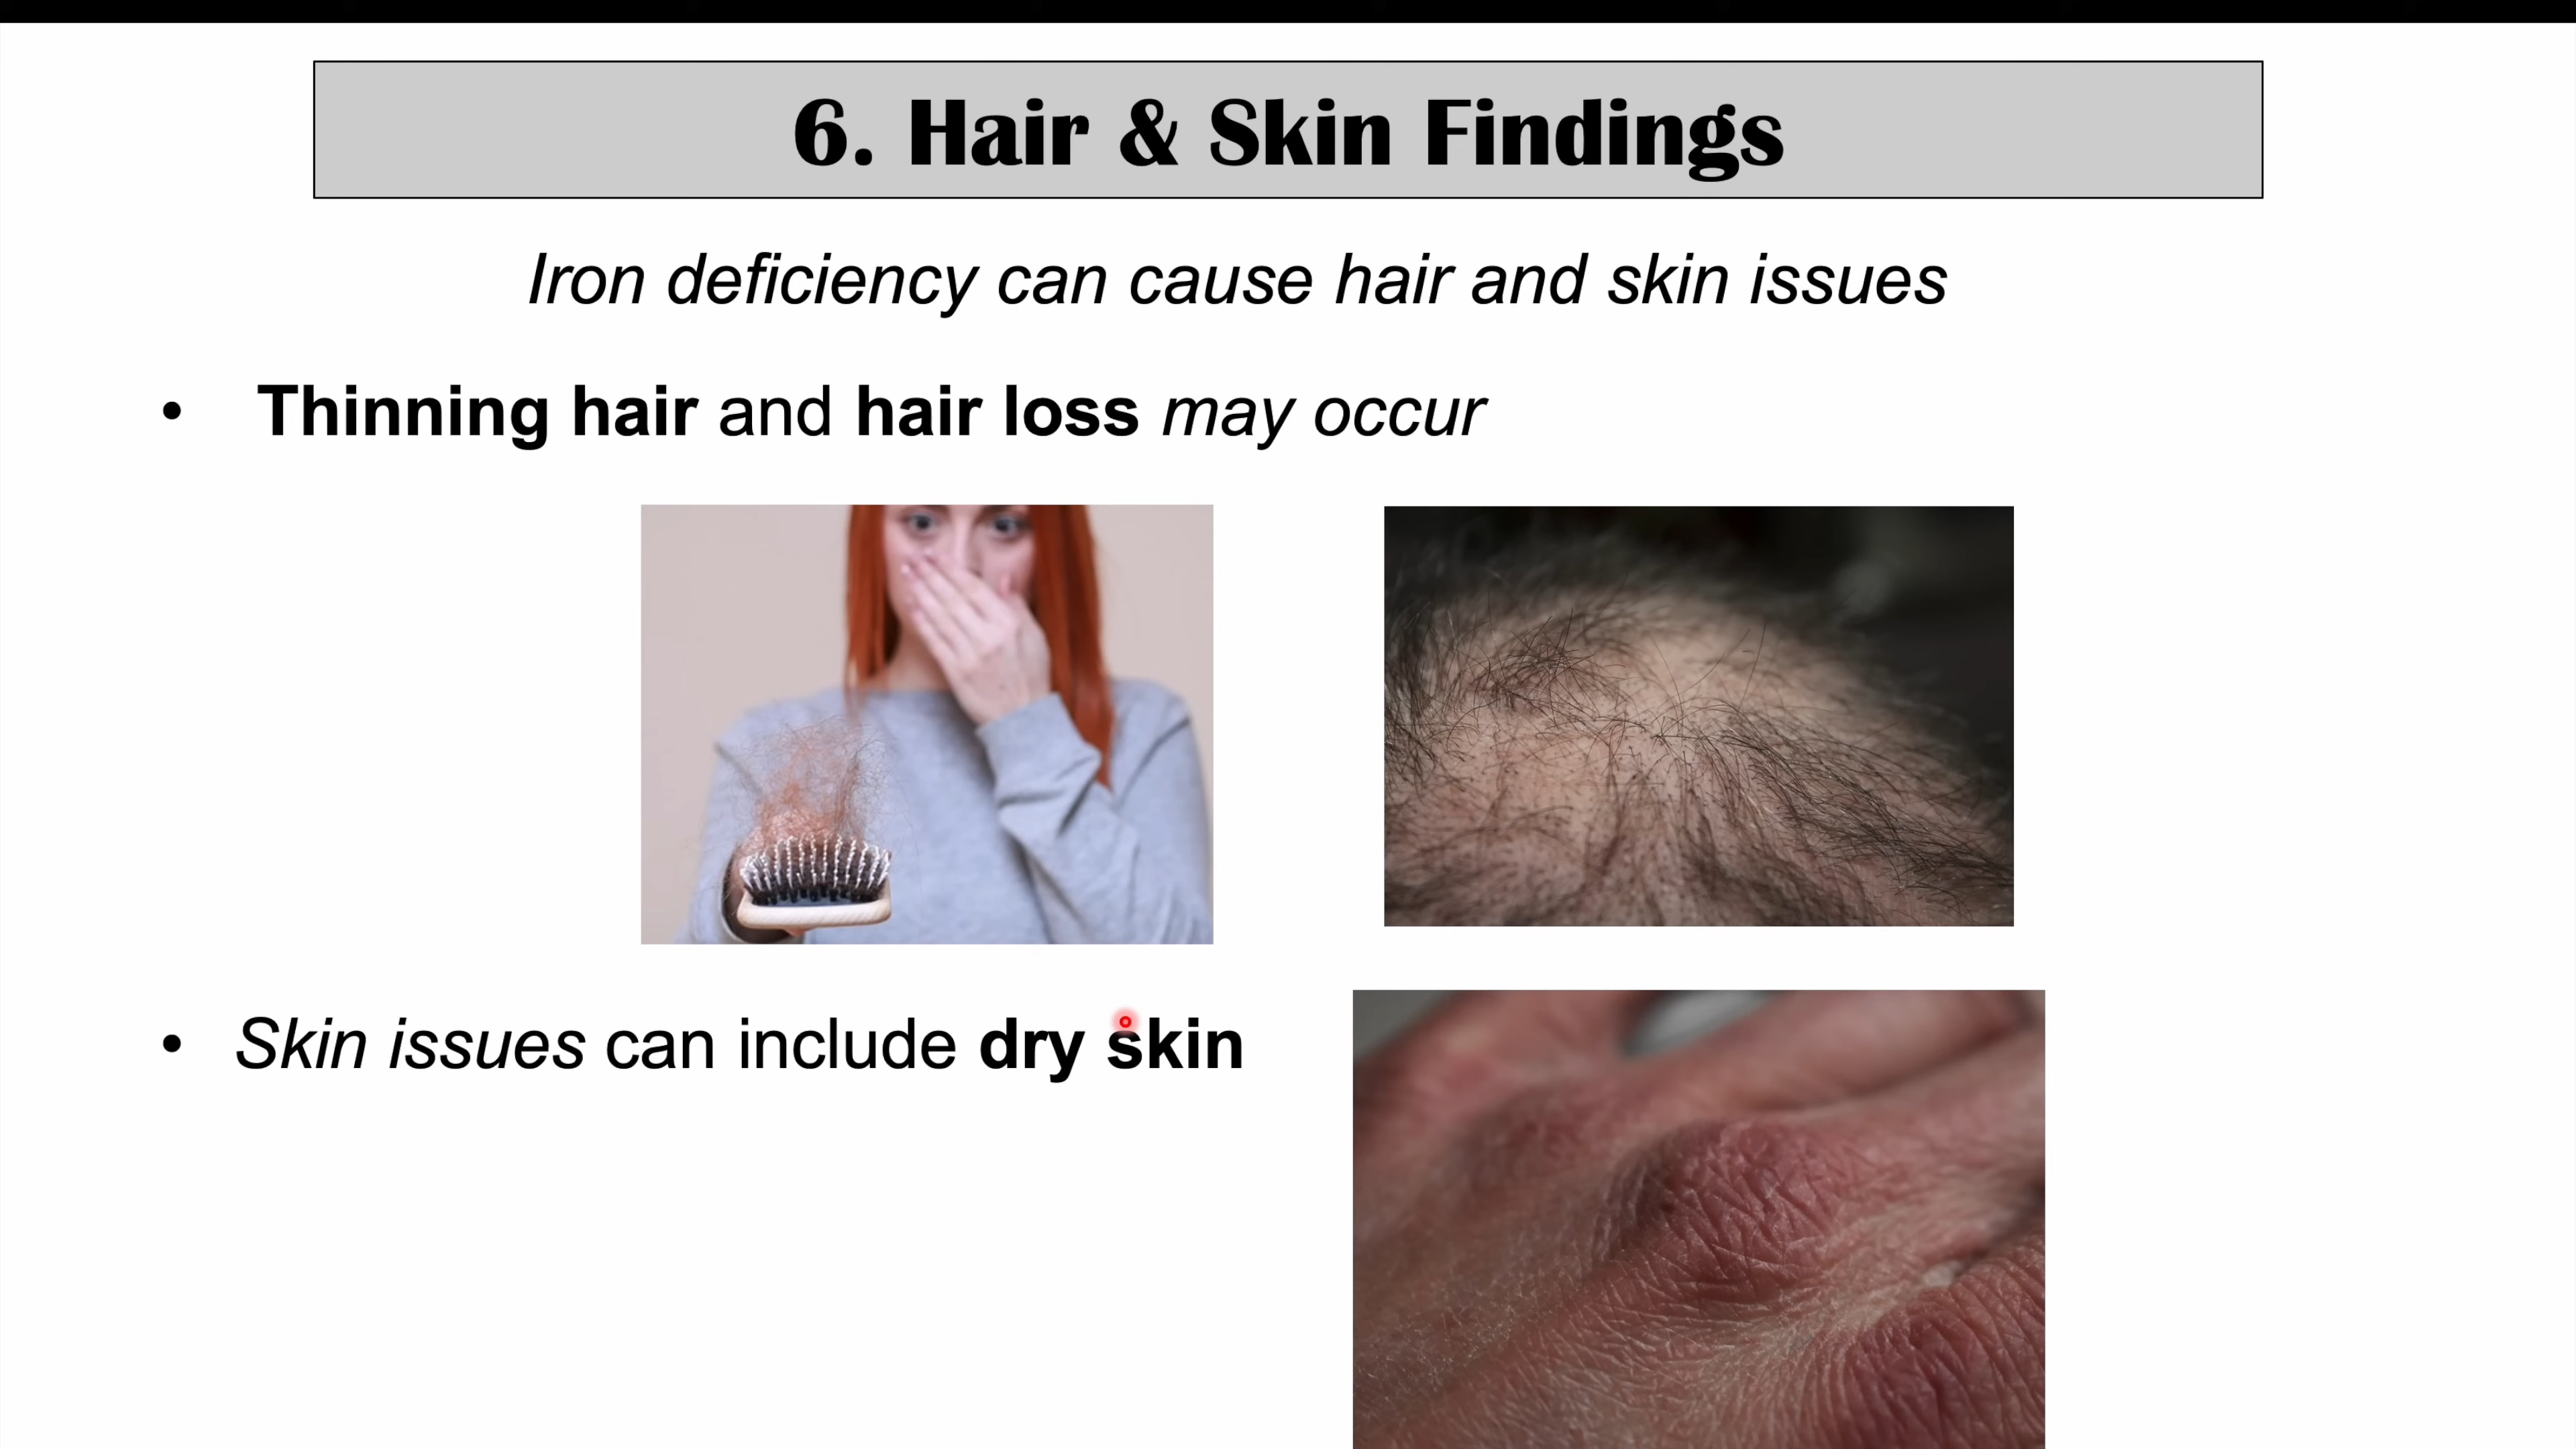 6. Hair & Skin Findings
Iron deficiency can cause hair and skin issues
• Thinning hair and hair loss may occur
• Skin issues can include dry skin